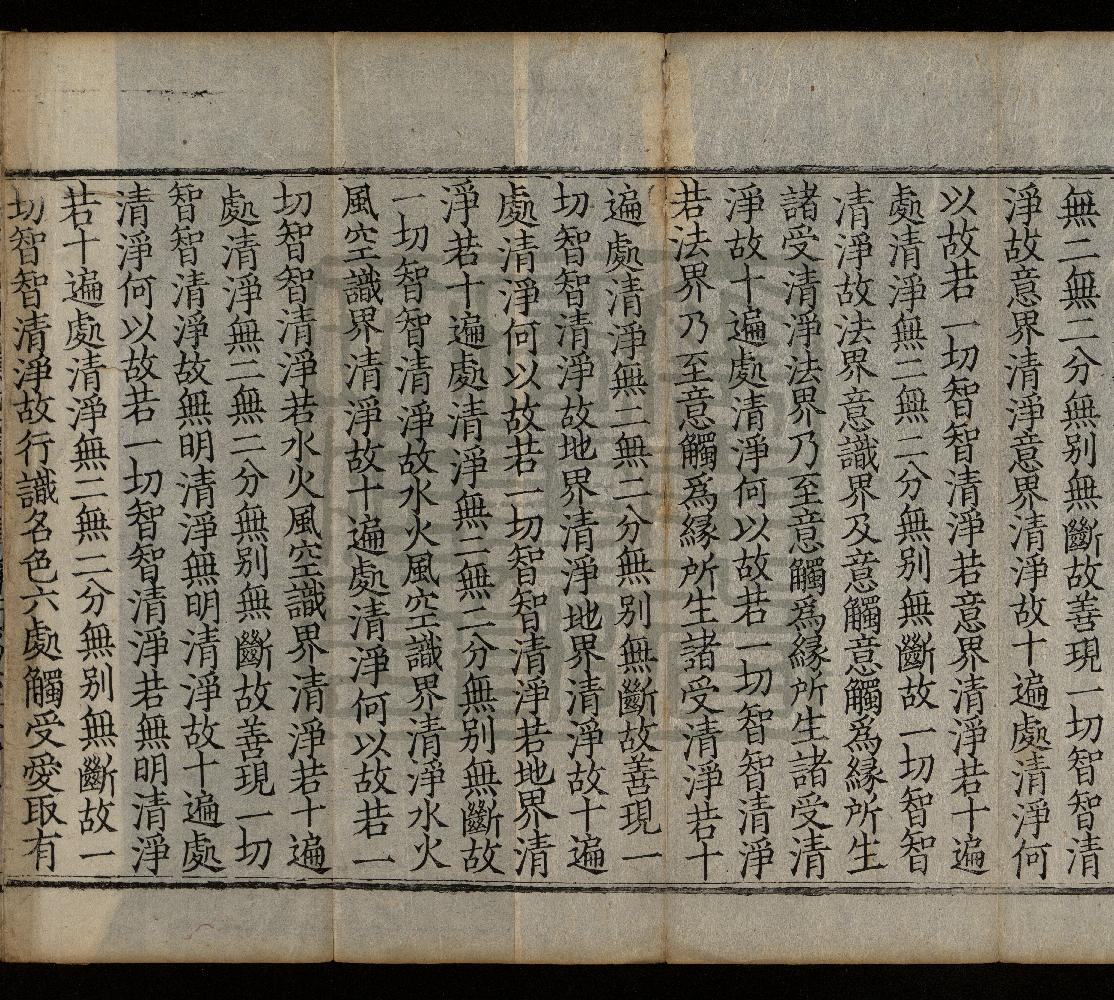 無二無二分無别無斷故善現一切智智清
淨故意界清淨意界清淨故十遍處清淨何
以故若一切智智清淨若意界清淨若十遍
處清淨無二無二分無别無斷故一切智智
清淨故法界意識界及意觸意觸爲緣所生
諸受清淨法界乃至意觸爲緣所生諸受清
淨故十遍處清淨何以故若一切智智清淨
若法界乃至意觸爲緣所生諸受清淨若十
遍處清淨無二無二分無别無斷故善現一
切智智清淨故地界清淨地界清淨故十遍
處清淨何以故若一切智智清淨若地界清
淨若十遍處清淨無二無二分無别無斷故
一切智智清淨故水火風空識界清淨水火
風空識界清淨故十遍處清淨何以故若一
切智智清淨若水火風空識界清淨若十遍
處清淨無二無二分無别無斷故善現一切
智智清淨故無明清淨無明清淨故十遍處
清淨何以故若一切智智清淨若無明清淨
若十遍處清淨無二無二分無别無斷故一
切智智清淨故行識名色六處觸受愛取有